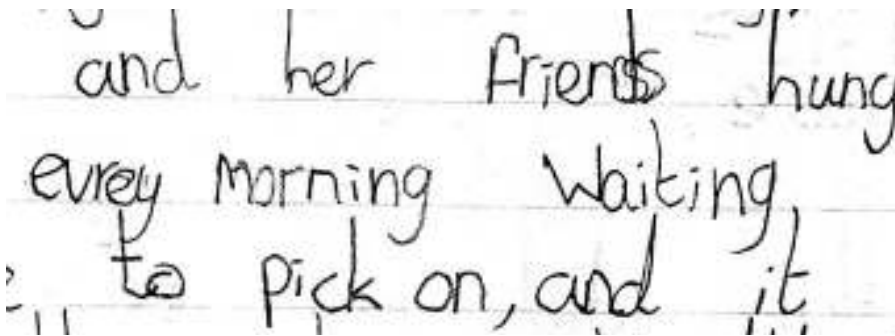 and her friends hung
evrey morning Waiting
to pick on, and it